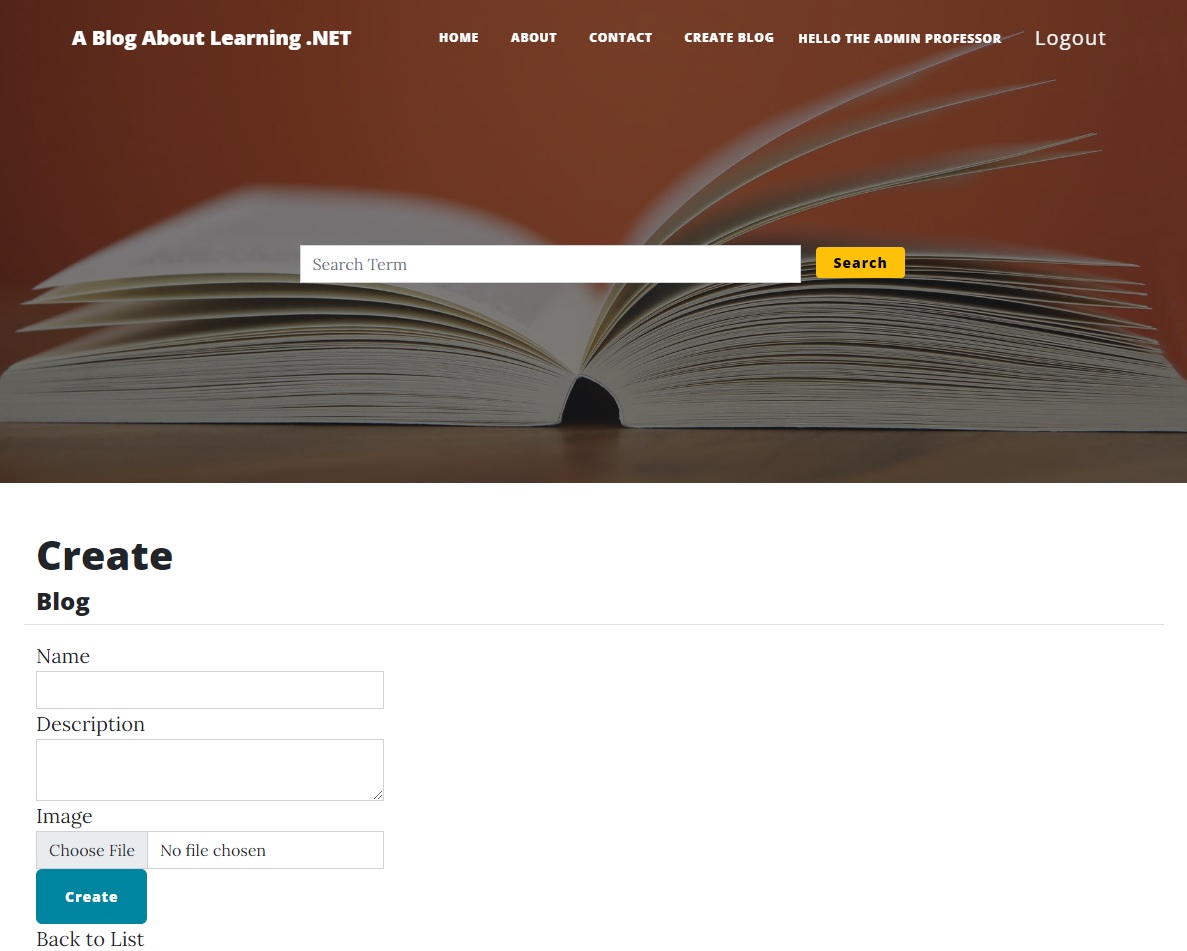 A Blog About Learning .NET HOME ABOUT CONTACT CREATE BLOG HELLO THE ADMIN PROFESSOR Logout
Search Term Search
Create
Blog
Name
Description
Image
Choose File No file chosen
Create
Back to List